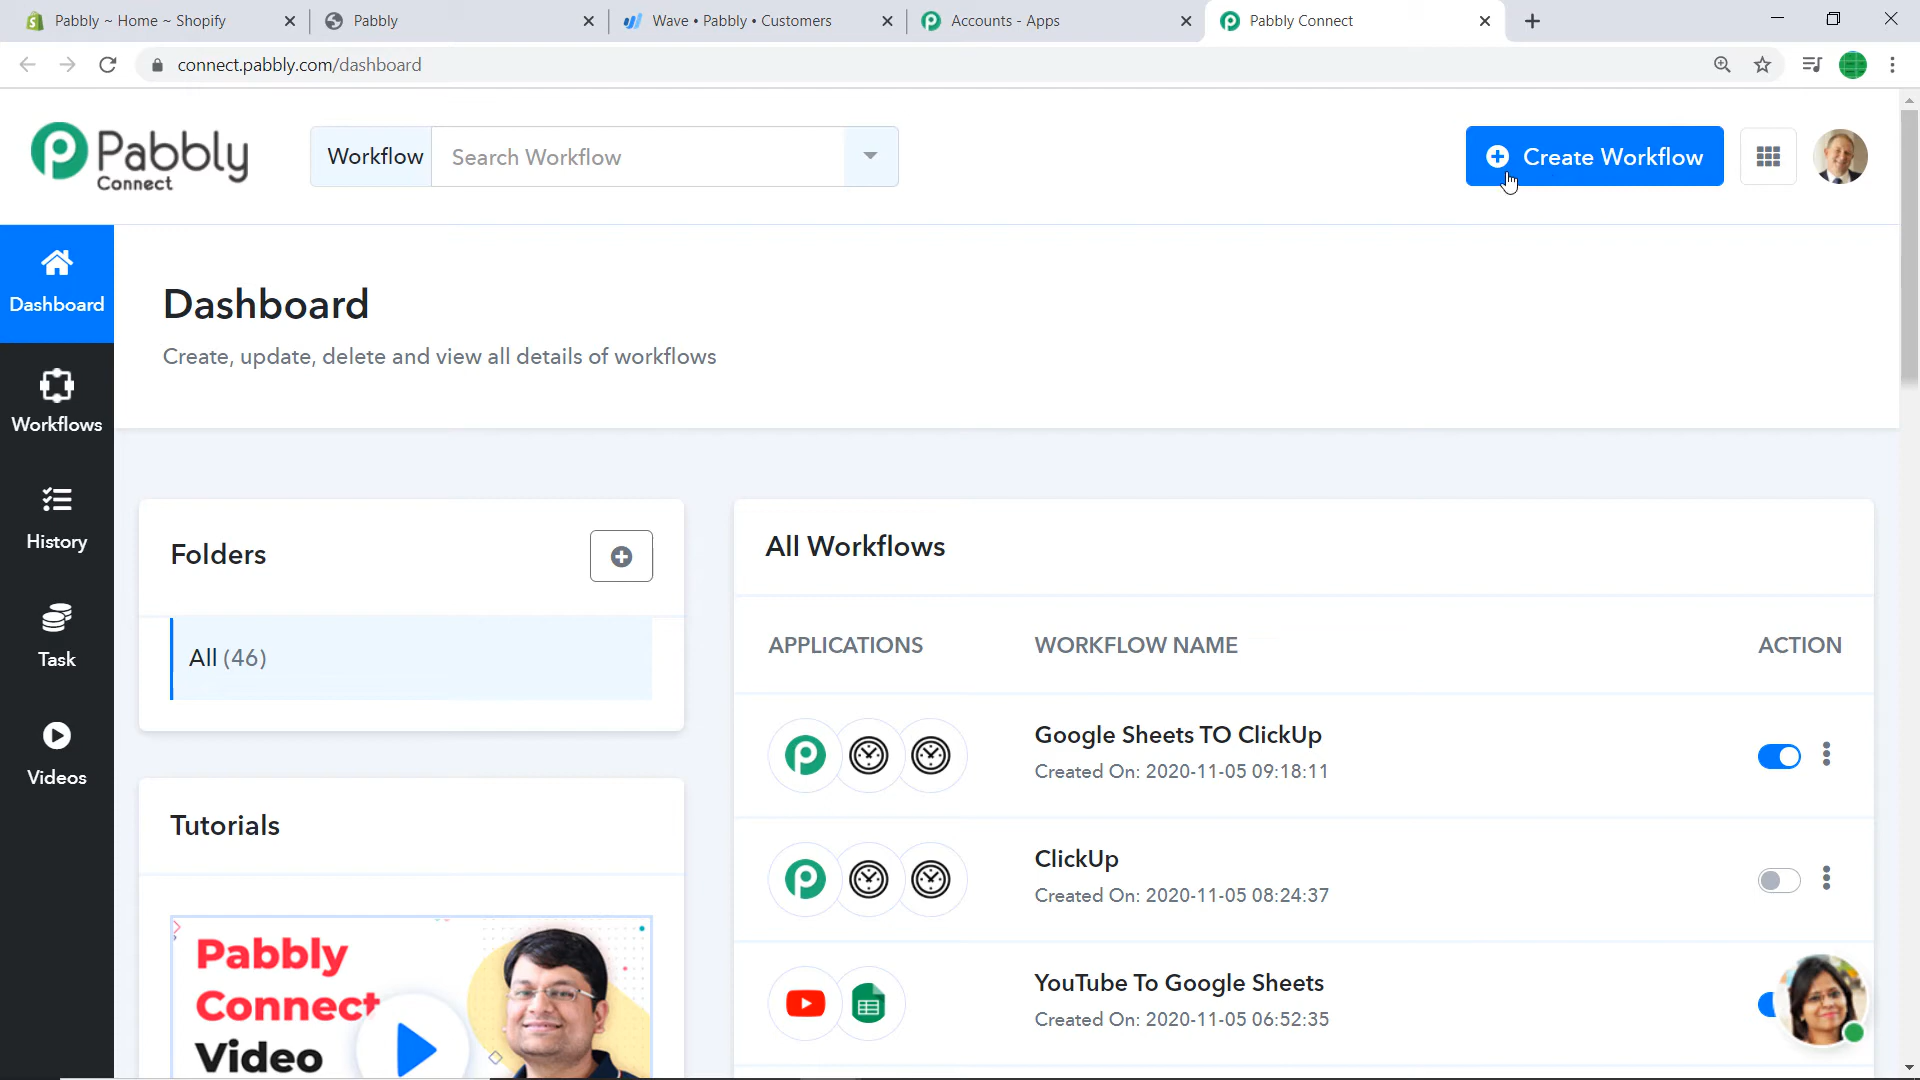 Pabbly ~ Home ~ Shopify
Pabbly
Wave • Pabbly • Customers
Accounts - Apps
Pabbly Connect
connect.pabbly.com/dashboard
Pabbly
Connect
Workflow
Search Workflow
Create Workflow
Dashboard
Workflows
History
Task
Videos
Dashboard
Create, update, delete and view all details of workflows
Folders
All (46)
Tutorials
Pabbly
Connect
Video
All Workflows
APPLICATIONS
WORKFLOW NAME
ACTION
Google Sheets TO ClickUp
Created On: 2020-11-05 09:18:11
ClickUp
Created On: 2020-11-05 08:24:37
YouTube To Google Sheets
Created On: 2020-11-05 06:52:35